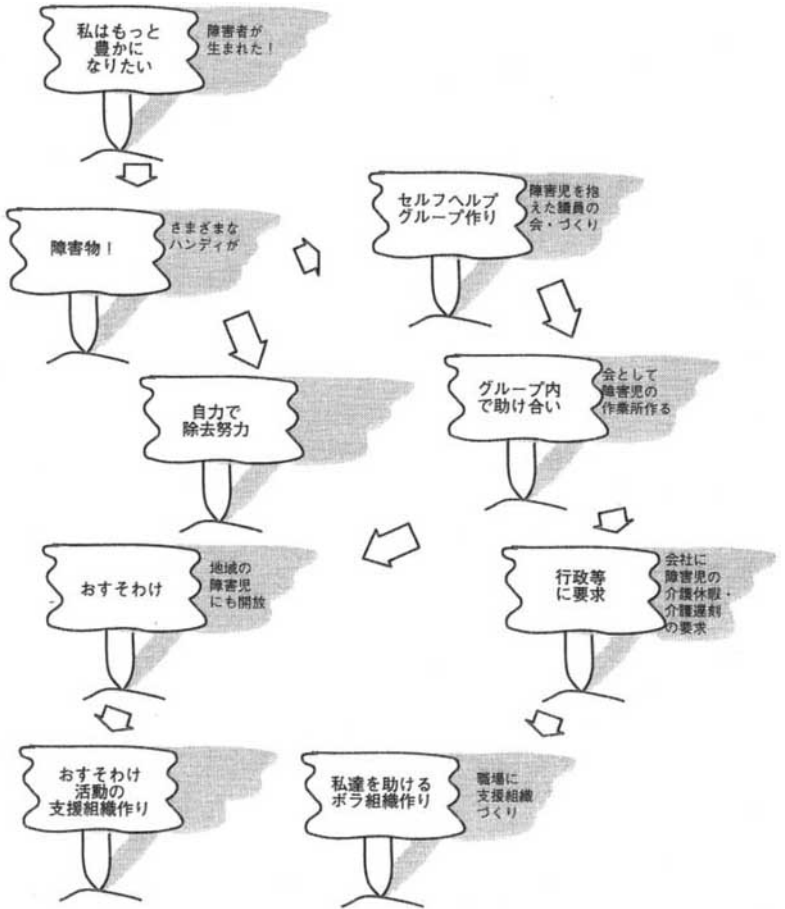 私はもっと
豊かに
なりたい
障害者が
生まれた！
障害物！
さまざまな
ハンディが
セルフヘルプ
グループ作り
障害児を抱
えた議員の
会・づくり
自力で
除去努力
グループ内
で助け合い
会として
障害児の
作業所作る
おすそわけ
地域の
障害児
にも開放
行政等
に要求
会社に
障害児の
介護休暇・
介護遅刻
の要求
おすそわけ
活動の
支援組織作り
私達を助ける
ボラ組織作り
職場に
支援組織
づくり